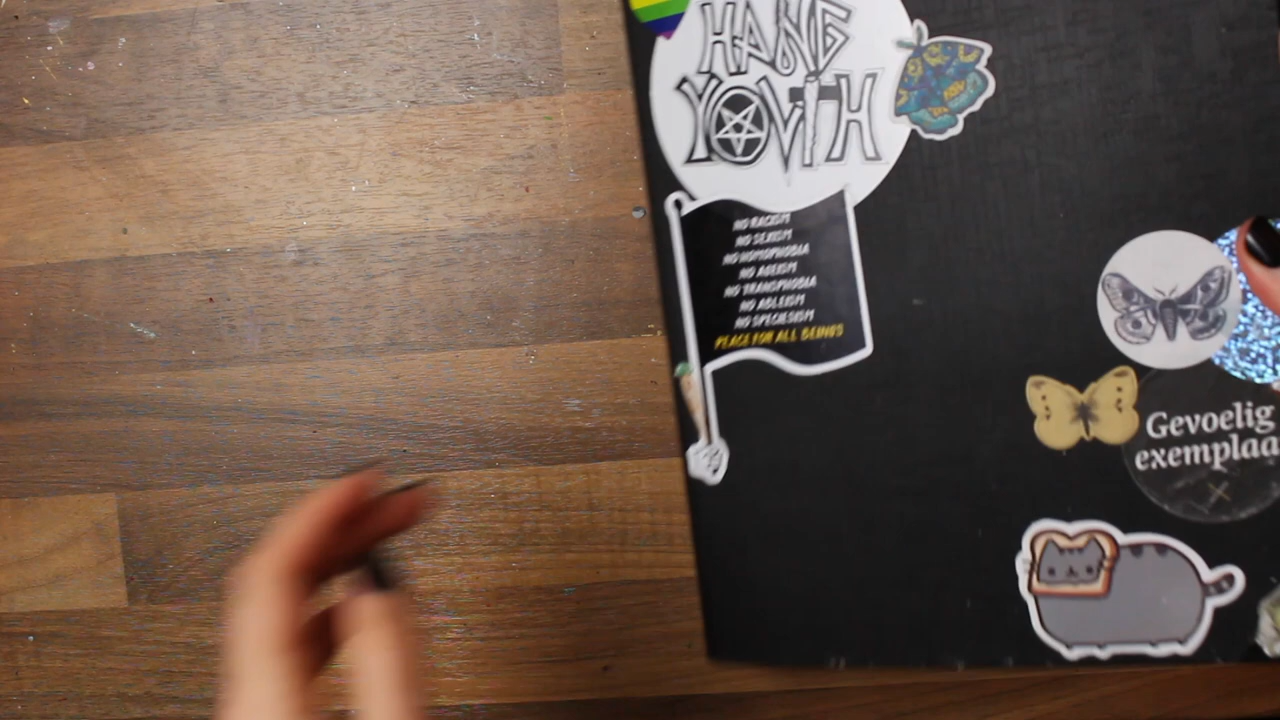 HANG
YOUTH
NO RACISM
NO SEXISM
NO HOMOPHOBIA
NO AGEISM
NO TRANSPHOBIA
NO ABLEISM
NO SPECIESISM
PEACE FOR ALL BEINGS
Gevoelig
exemplaa